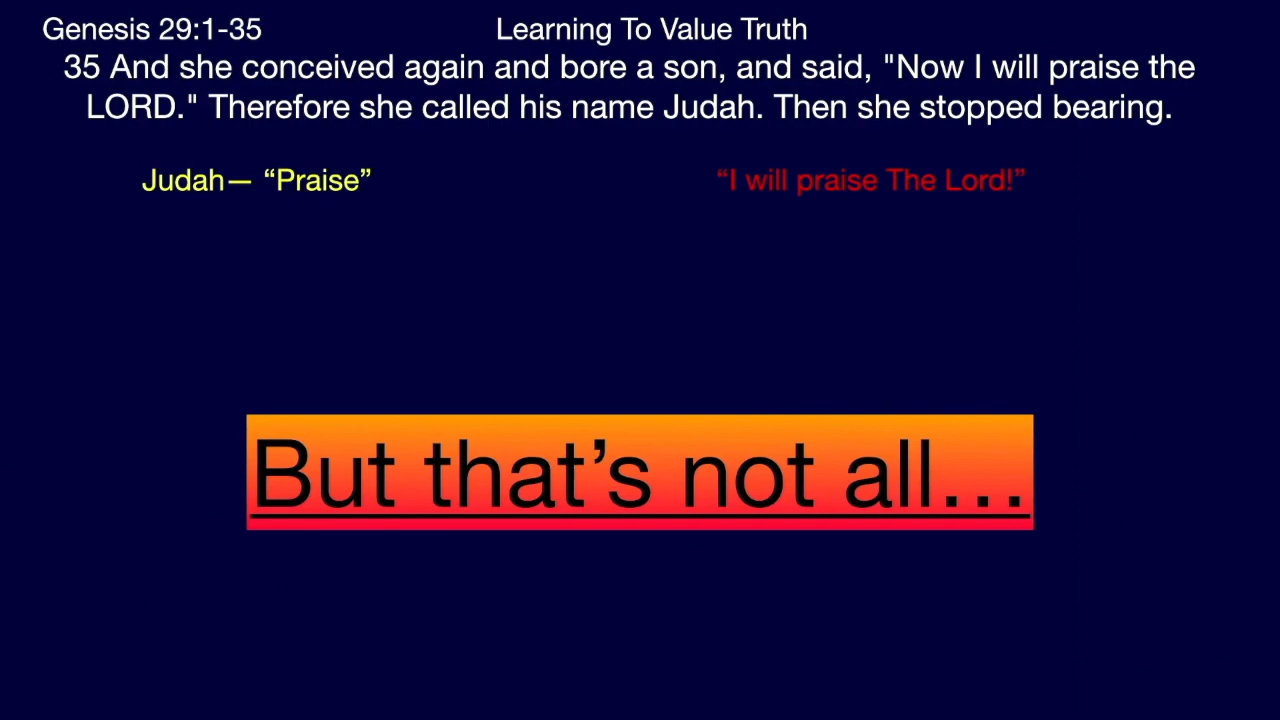 Genesis 29:1-35 Learning To Value Truth
35 And she conceived again and bore a son, and said, "Now I will praise the
LORD." Therefore she called his name Judah. Then she stopped bearing.
Judah— “Praise” “I will praise The Lord!”
But that’s not all…